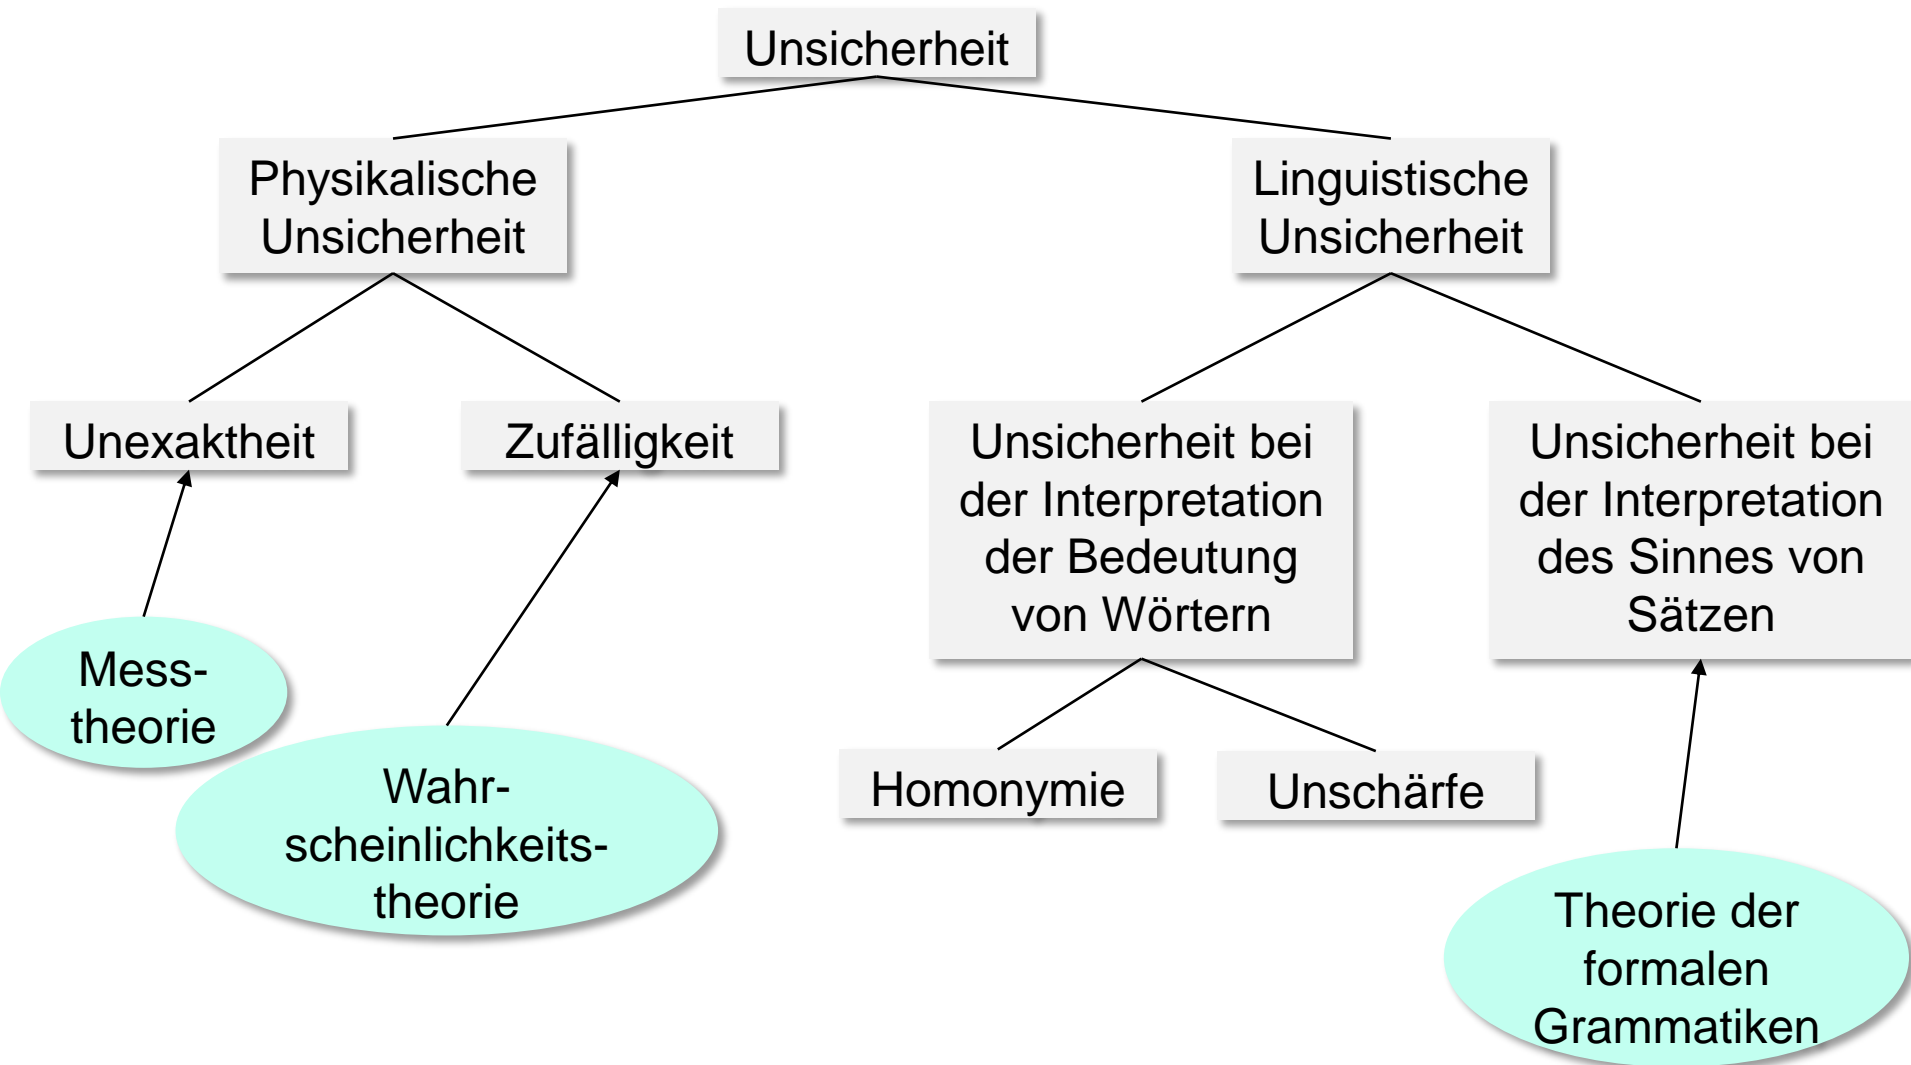 Unsicherheit
Physikalische
Unsicherheit
Linguistische
Unsicherheit
Unexaktheit
Zufälligkeit
Unsicherheit bei
der Interpretation
der Bedeutung
von Wörtern
Unsicherheit bei
der Interpretation
des Sinnes von
Sätzen
Mess-
theorie
Wahr-
scheinlichkeits-
theorie
Homonymie
Unschärfe
Theorie der
formalen
Grammatiken